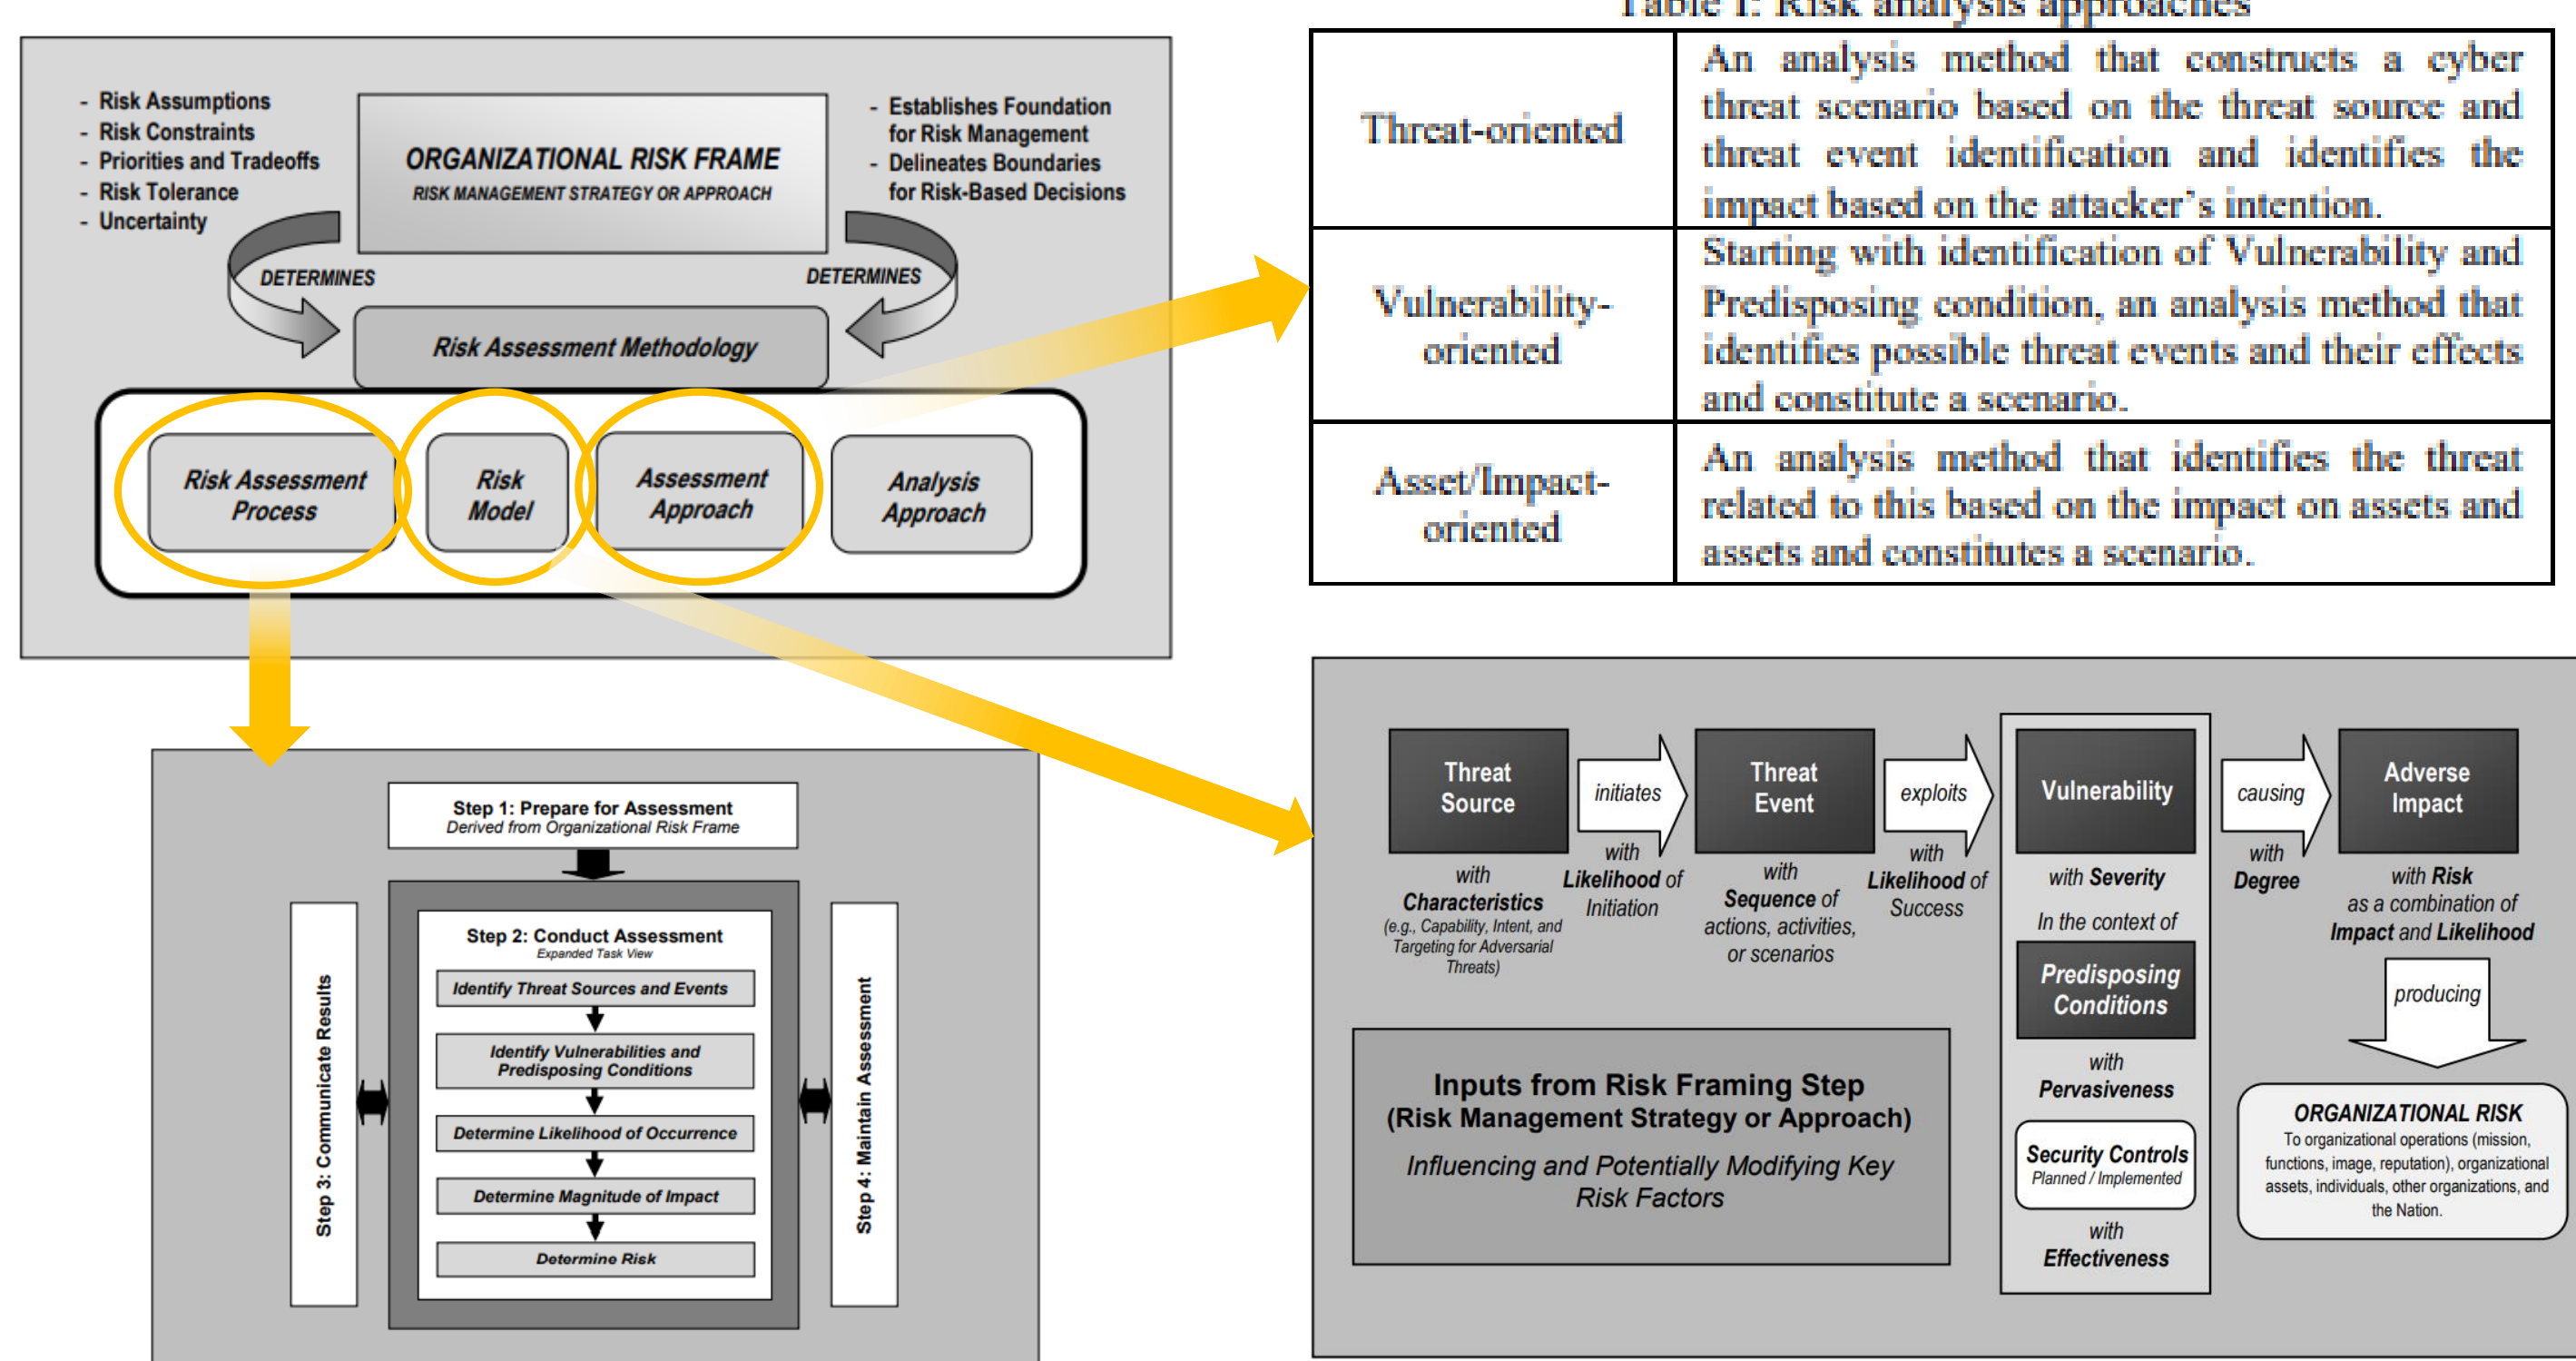 - Risk Assumptions
- Risk Constraints
- Priorities and Tradeoffs
- Risk Tolerance
- Uncertainty
ORGANIZATIONAL RISK FRAME
RISK MANAGEMENT STRATEGY OR APPROACH
- Establishes Foundation
for Risk Management
- Delineates Boundaries
for Risk-Based Decisions
DETERMINES
DETERMINES
Risk Assessment Methodology
Risk Assessment
Process
Risk
Model
Assessment
Approach
Analysis
Approach
Table I: Risk analysis approaches
Threat-oriented
An analysis method that constructs a cyber
threat scenario based on the threat source and
threat event identification and identifies the
impact based on the attacker's intention.
Vulnerability-
oriented
Starting with identification of Vulnerability and
Predisposing condition, an analysis method that
identifies possible threat events and their effects
and constitute a scenario.
Asset/Impact-
oriented
An analysis method that identifies the threat
related to this based on the impact on assets and
assets and constitutes a scenario.
Step 1: Prepare for Assessment
Derived from Organizational Risk Frame
Step 2: Conduct Assessment
Expanded Task View
Identify Threat Sources and Events
Identify Vulnerabilities and
Predisposing Conditions
Determine Likelihood of Occurrence
Determine Magnitude of Impact
Determine Risk
Step 3: Communicate Results
Step 4: Maintain Assessment
Threat
Source
with
Characteristics
(e.g., Capability, Intent, and
Targeting for Adversarial
Threats)
initiates
with
Likelihood of
Initiation
Threat
Event
with
Sequence of
actions, activities,
or scenarios
exploits
with
Likelihood of
Success
Vulnerability
with Severity
In the context of
Predisposing
Conditions
with
Pervasiveness
Security Controls
Planned / Implemented
with
Effectiveness
causing
with
Degree
Adverse
Impact
with Risk
as a combination of
Impact and Likelihood
producing
ORGANIZATIONAL RISK
To organizational operations (mission,
functions, image, reputation), organizational
assets, individuals, other organizations, and
the Nation.
Inputs from Risk Framing Step
(Risk Management Strategy or Approach)
Influencing and Potentially Modifying Key
Risk Factors